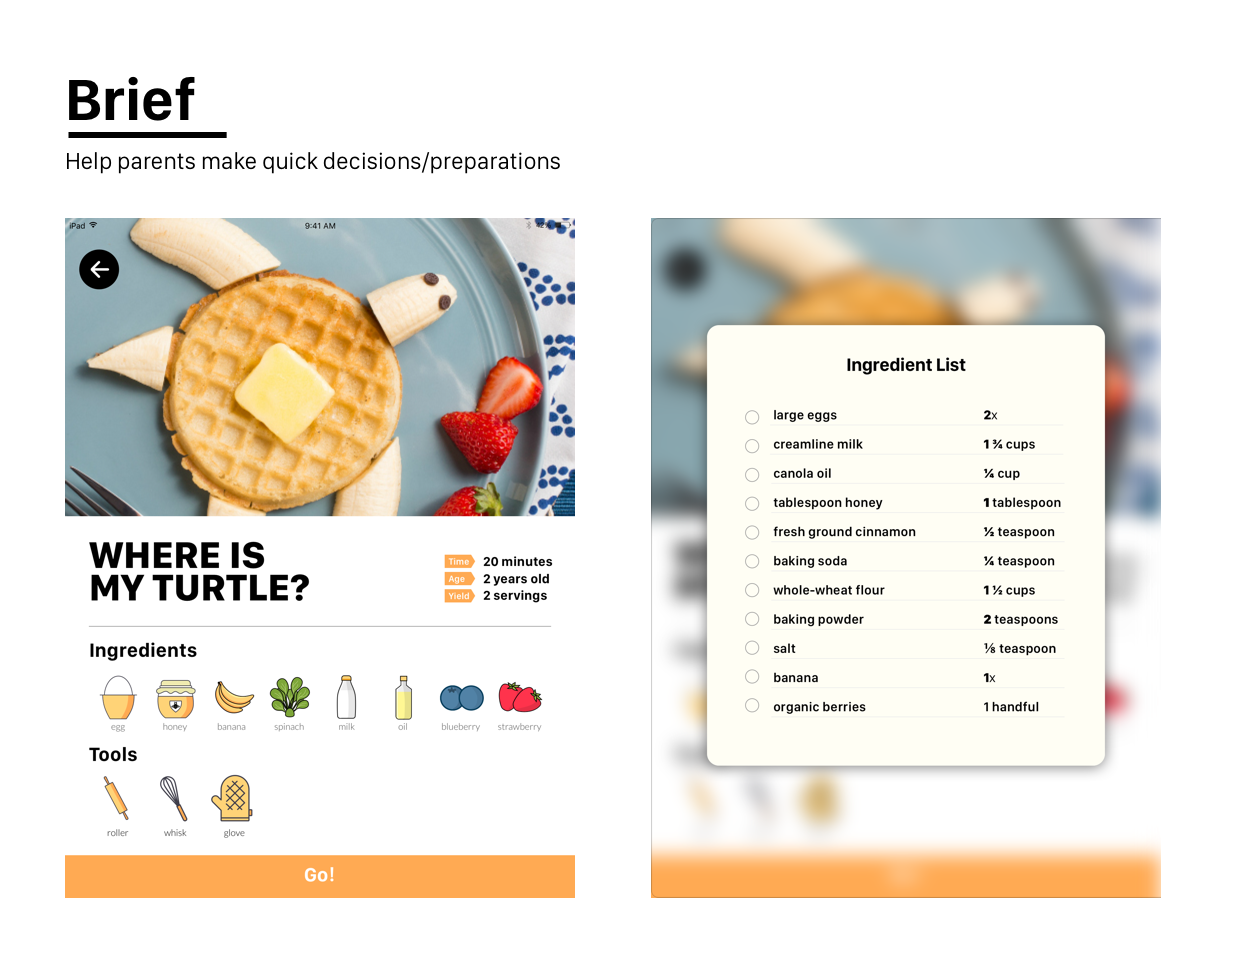 Brief
Help parents make quick decisions/preparations
iPad 9:41 AM
WHERE IS
MY TURTLE?
Time 20 minutes
Age 2 years old
Yield 2 servings
Ingredients
egg honey banana spinach milk oil blueberry strawberry
Tools
roller whisk glove
Go!
Ingredient List
large eggs 2x
creamline milk 1 ¾ cups
canola oil ¼ cup
tablespoon honey 1 tablespoon
fresh ground cinnamon ½ teaspoon
baking soda ¼ teaspoon
whole-wheat flour 1 ½ cups
baking powder 2 teaspoons
salt ⅛ teaspoon
banana 1x
organic berries 1 handful